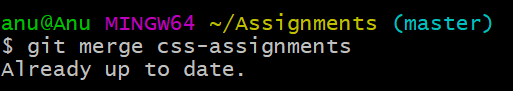 anu@Anu MINGW64 ~/Assignments (master)
$ git merge css-assignments
Already up to date.